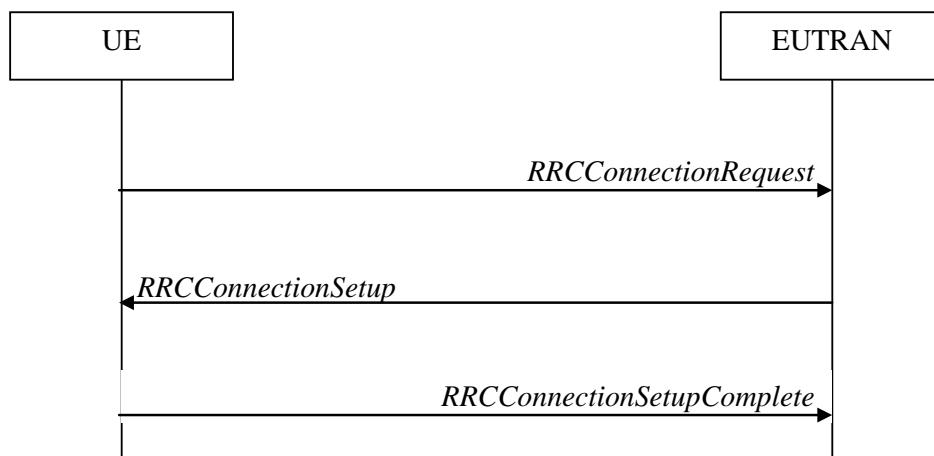 UE
EUTRAN
RRCConnectionRequest
RRCConnectionSetup
RRCConnectionSetupComplete